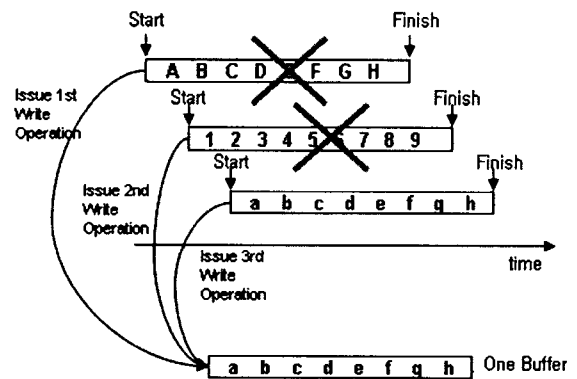 Start Finish
A B C D E F G H
Issue 1st
Write
Operation
Start Finish
1 2 3 4 5 6 7 8 9
Start Finish
Issue 2nd
Write
Operation
a b c d e f q h
Issue 3rd
Write
Operation
time
a b c d e f q h One Buffer